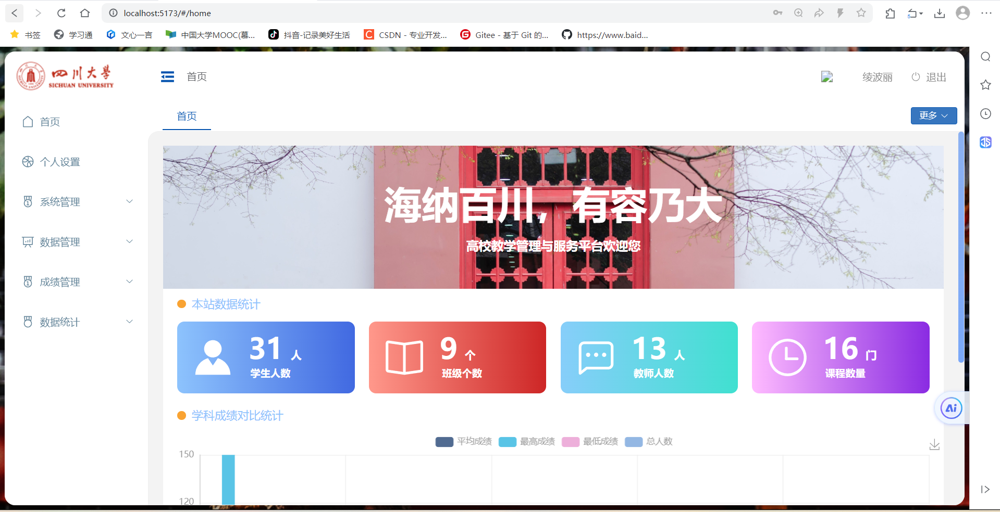 localhost:5173/#/home
书签
学习通
文心一言
中国大学MOOC(慕...
抖音-记录美好生活
CSDN - 专业开发...
Gitee - 基于 Git 的...
https://www.baid...
四川大学
SICHUAN UNIVERSITY
首页
绫波丽
退出
首页
更多
首页
个人设置
系统管理
数据管理
成绩管理
数据统计
海纳百川，有容乃大
高校教学管理与服务平台欢迎您
本站数据统计
31 人
学生人数
9 个
班级个数
13 人
教师人数
16 门
课程数量
学科成绩对比统计
平均成绩
最高成绩
最低成绩
总人数
150
120
Ai